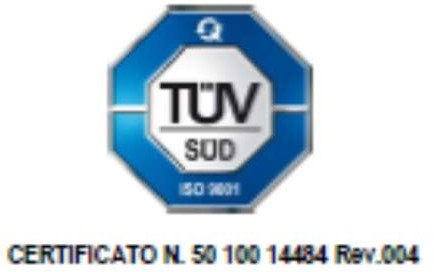 TÜV
SÜD
ISO 9001
CERTIFICATO N. 50 100 14484 Rev.004